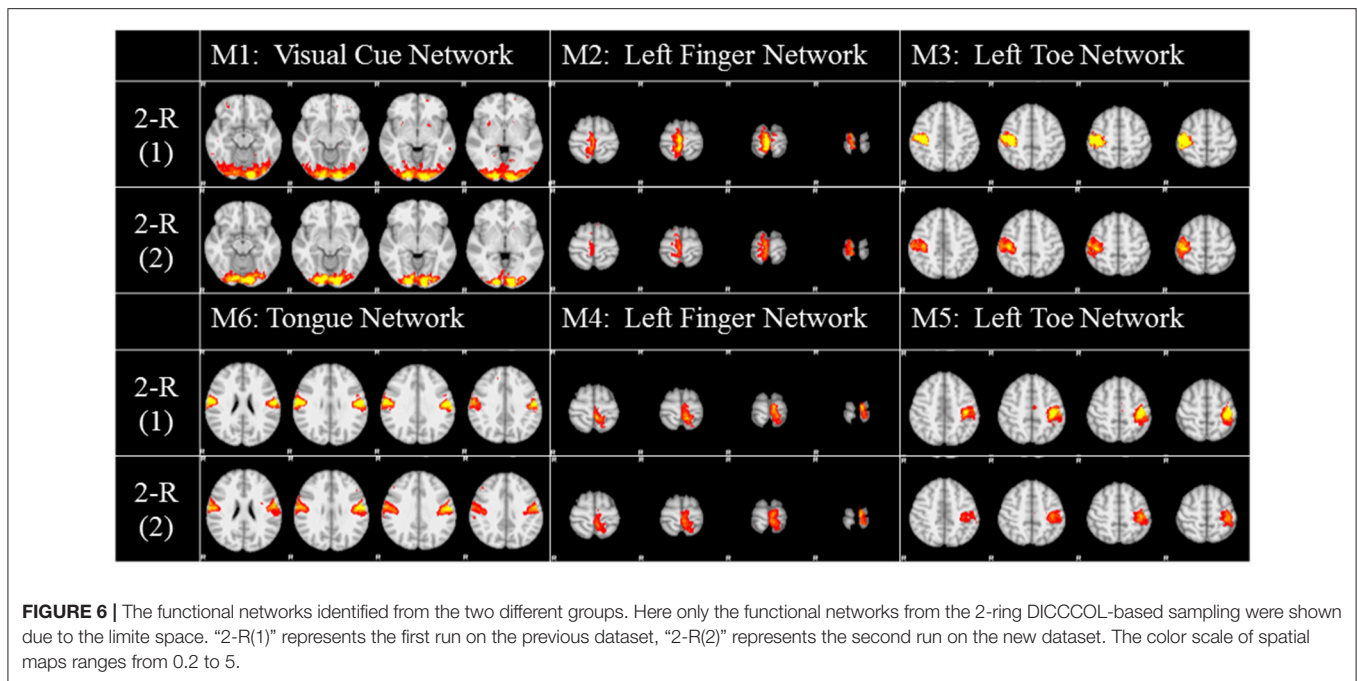 M1: Visual Cue Network
M2: Left Finger Network
M3: Left Toe Network
2-R
(1)
2-R
(2)
M6: Tongue Network
M4: Left Finger Network
M5: Left Toe Network
2-R
(1)
2-R
(2)
FIGURE 6 | The functional networks identified from the two different groups. Here only the functional networks from the 2-ring DICCCOL-based sampling were shown
due to the limite space. “2-R(1)” represents the first run on the previous dataset, “2-R(2)” represents the second run on the new dataset. The color scale of spatial
maps ranges from 0.2 to 5.